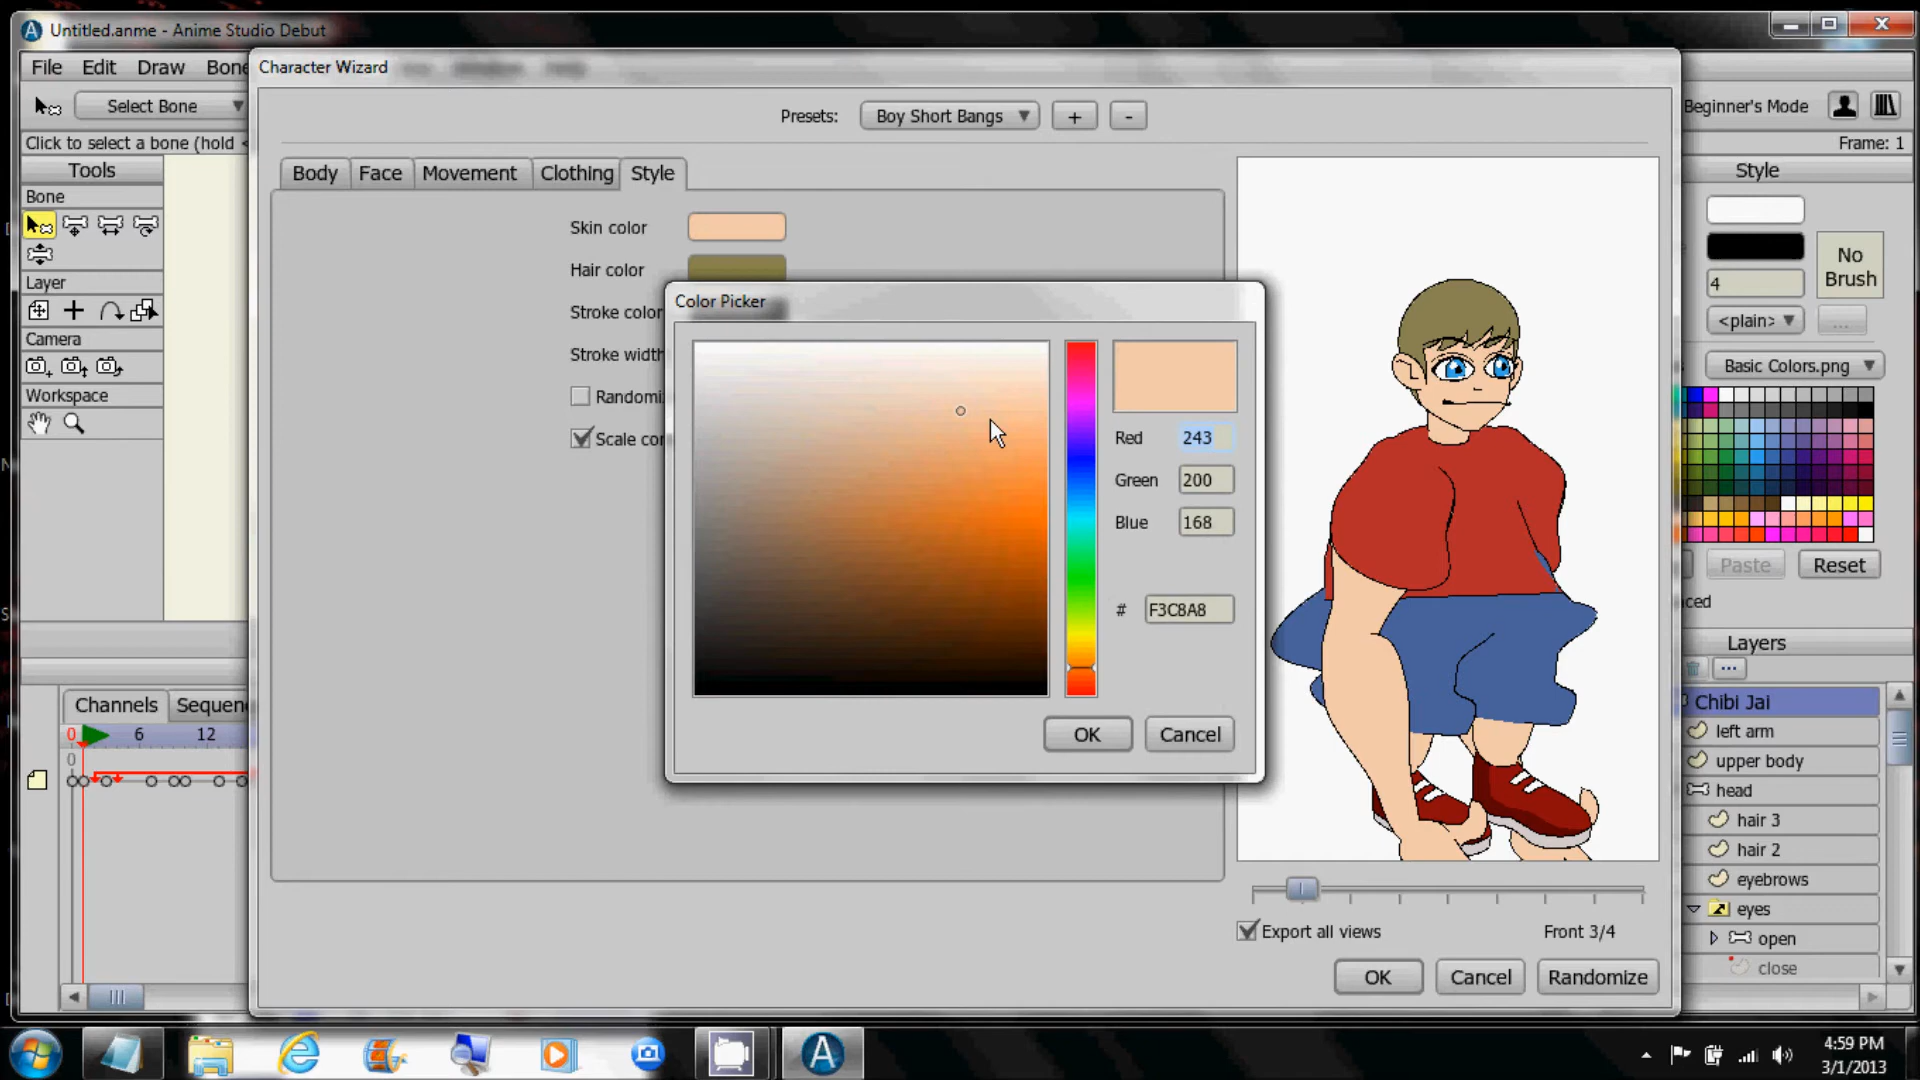 Untitled.anme - Anime Studio Debut
File Edit Draw Bone
Character Wizard
Select Bone
Presets: Boy Short Bangs + -
Beginner's Mode
Click to select a bone (hold <
Frame: 1
Tools
Body Face Movement Clothing Style
Style
Bone
Skin color
Hair color
No Brush
Layer
4
Color Picker
Stroke color
<plain> ...
Camera
Stroke width
Basic Colors.png
Workspace
Randomi
Scale cor
Red 243
Green 200
Blue 168
Paste Reset
# F3C8A8
Layers
...
OK Cancel
Channels Sequen
0 6 12
0
Chibi Jai
left arm
upper body
head
hair 3
hair 2
eyebrows
eyes
open
close
Export all views Front 3/4
OK Cancel Randomize
4:59 PM
3/1/2013